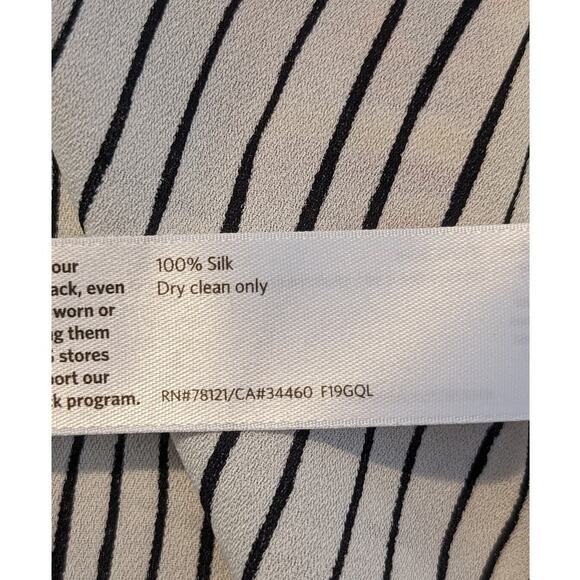 our
ack, even
worn or
g them
stores
ort our
k program.
100% Silk
Dry clean only
RN#78121/CA#34460 F19GQL